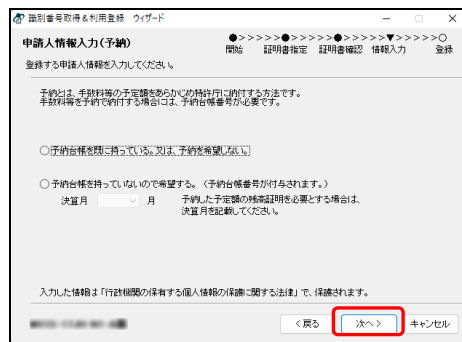 識別番号取得&利用登録 ウィザード
申請人情報入力(予納)
●>>>>>●>>>>>●>>>>>▼>>>>>○
開始 証明書指定 証明書確認 情報入力 登録
登録する申請人情報を入力してください。
予納とは、手数料等の予定額をあらかじめ特許庁に納付する方法です。
手数料等を予納で納付する場合には、予納台帳番号が必要です。
○予納台帳を既に持っている。又は、予納を希望しない。
○予納台帳を持っていないので希望する。(予納台帳番号が付与されます。)
決算月 月 予納した予定額の残高証明を必要とする場合は、
決算月を記載してください。
入力した情報は「行政機関の保有する個人情報の保護に関する法律」で、保護されます。
<戻る 次へ> キャンセル